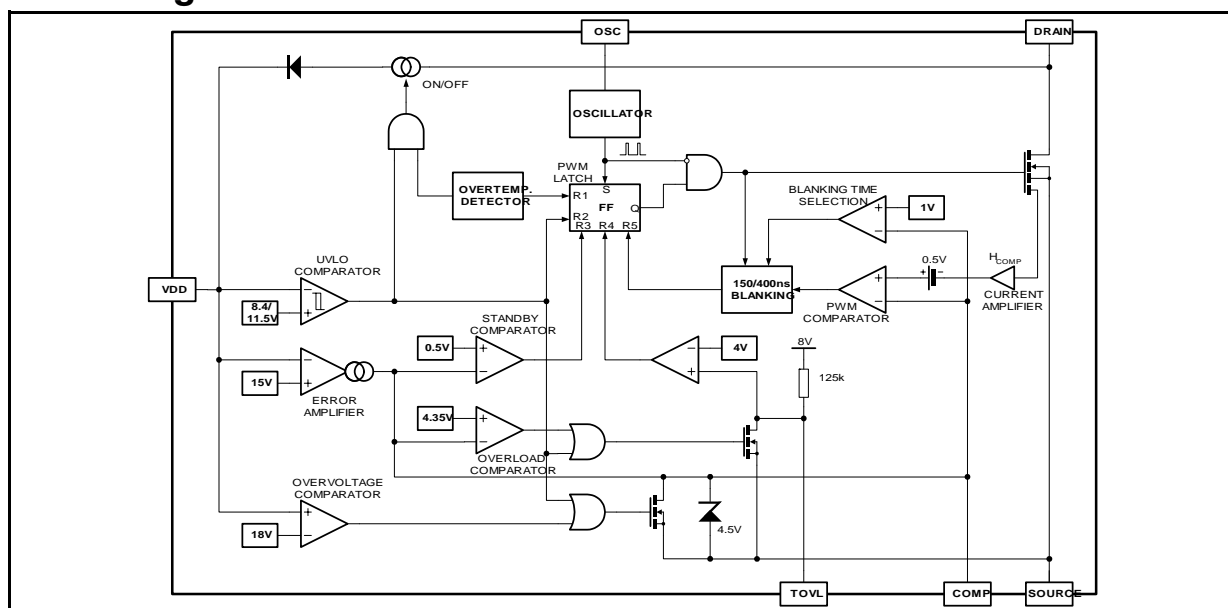 OSC
DRAIN
ON/OFF
OSCILLATOR
PWM
LATCH
OVERTEMP.
DETECTOR
R1
S
FF
Q
R2
R3
R4
R5
BLANKING TIME
SELECTION
+
1V
−
UVLO
COMPARATOR
VDD
−
8.4/
11.5V
+
150/400ns
BLANKING
+
−
PWM
COMPARATOR
0.5V
+
−
HCOMP
CURRENT
AMPLIFIER
STANDBY
COMPARATOR
0.5V
+
−
−
4V
+
8V
125k
−
15V
+
ERROR
AMPLIFIER
4.35V
+
−
OVERLOAD
COMPARATOR
OVERVOLTAGE
COMPARATOR
+
18V
−
4.5V
TOVL
COMP
SOURCE